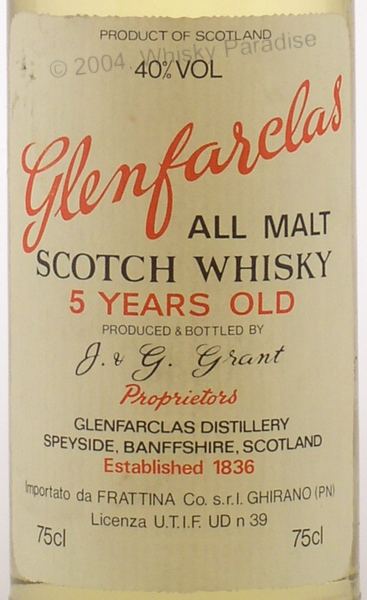 PRODUCT OF SCOTLAND
© 2004, Whisky Paradise
40% VOL
Glenfarclas
ALL MALT
SCOTCH WHISKY
5 YEARS OLD
PRODUCED & BOTTLED BY
J. & G. Grant
Proprietors
GLENFARCLAS DISTILLERY
SPEYSIDE, BANFFSHIRE, SCOTLAND
Established 1836
Importato da FRATTINA Co. s.r.l. GHIRANO (PN)
Licenza U.T.I.F. UD n 39
75cl 75cl